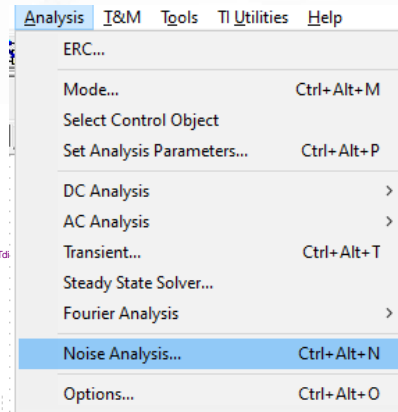 Analysis T&M Tools TI Utilities Help
ERC...
Mode... Ctrl+Alt+M
Select Control Object
Set Analysis Parameters... Ctrl+Alt+P
DC Analysis >
AC Analysis >
Transient... Ctrl+Alt+T
Steady State Solver...
Fourier Analysis >
Noise Analysis... Ctrl+Alt+N
Options... Ctrl+Alt+O